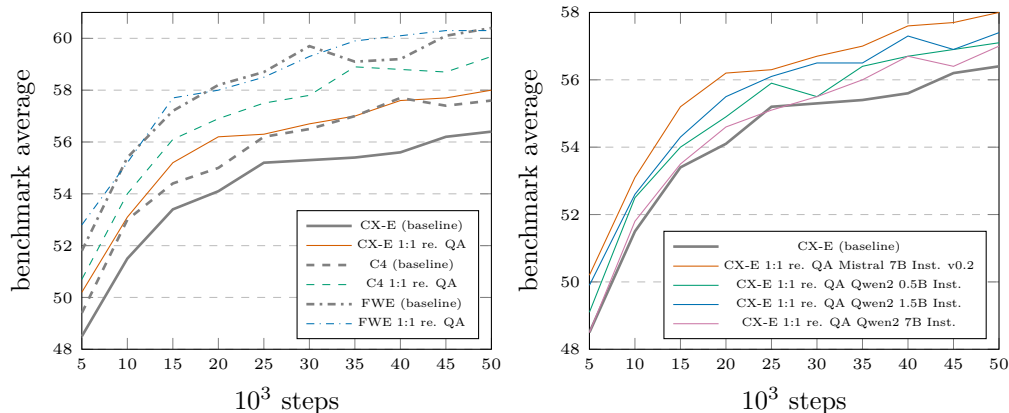 60
58
56
54
52
50
48
5 10 15 20 25 30 35 40 45 50
benchmark average
10³ steps
CX-E (baseline)
CX-E 1:1 re. QA
C4 (baseline)
C4 1:1 re. QA
FWE (baseline)
FWE 1:1 re. QA
58
56
54
52
50
48
5 10 15 20 25 30 35 40 45 50
benchmark average
10³ steps
CX-E (baseline)
CX-E 1:1 re. QA Mistral 7B Inst. v0.2
CX-E 1:1 re. QA Qwen2 0.5B Inst.
CX-E 1:1 re. QA Qwen2 1.5B Inst.
CX-E 1:1 re. QA Qwen2 7B Inst.